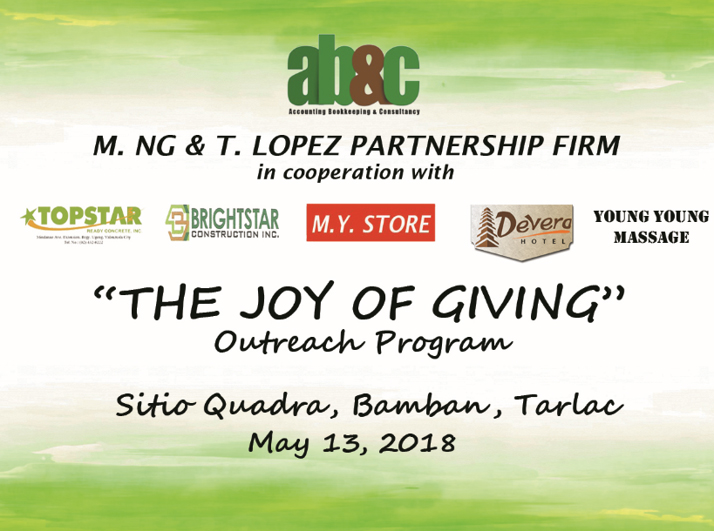 ab&c
Accounting Bookkeeping & Consultancy
M. NG & T. LOPEZ PARTNERSHIP FIRM
in cooperation with
TOPSTAR
READY CONCRETE, INC
BRIGHTSTAR
CONSTRUCTION INC.
M.Y. STORE
DeVera
HOTEL
YOUNG YOUNG
MASSAGE
“THE JOY OF GIVING”
Outreach Program
Sitio Quadra, Bamban, Tarlac
May 13, 2018